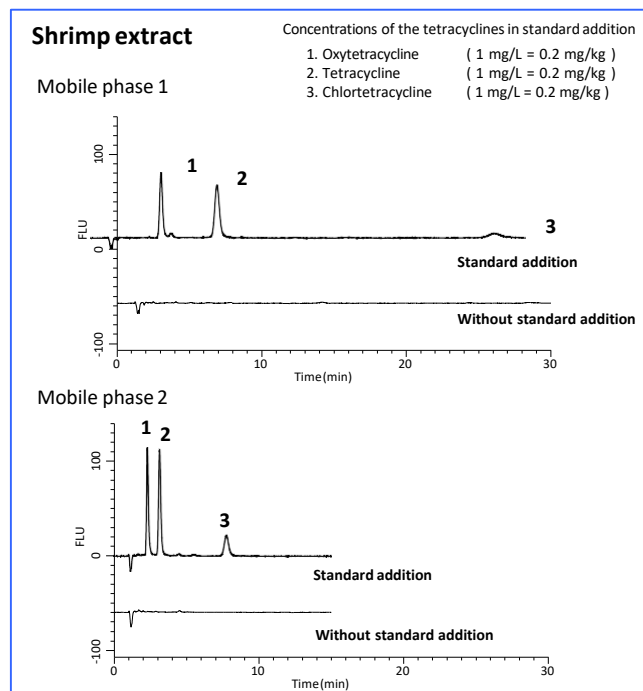 Shrimp extract
Concentrations of the tetracyclines in standard addition
1. Oxytetracycline ( 1 mg/L = 0.2 mg/kg )
2. Tetracycline ( 1 mg/L = 0.2 mg/kg )
3. Chlortetracycline ( 1 mg/L = 0.2 mg/kg )
Mobile phase 1
100
1
2
FLU
0
3
Standard addition
Without standard addition
-100
0
10
20
30
Time(min)
Mobile phase 2
1
2
100
3
FLU
0
Standard addition
Without standard addition
-100
0
10
20
30
Time(min)